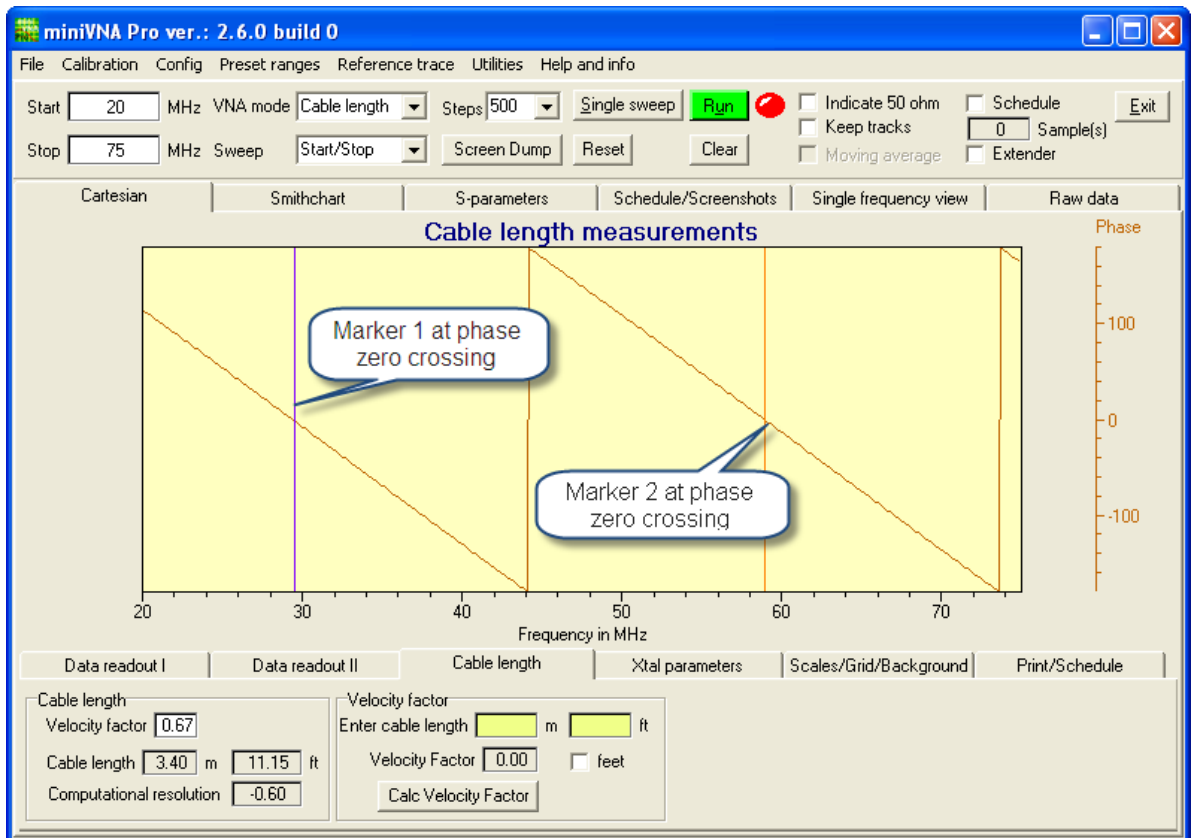 miniVNA Pro ver.: 2.6.0 build 0
File Calibration Config Preset ranges Reference trace Utilities Help and info
Start 20 MHz VNA mode Cable length Steps 500 Single sweep Run Indicate 50 ohm Schedule Exit
Keep tracks 0 Sample(s)
Stop 75 MHz Sweep Start/Stop Screen Dump Reset Clear Moving average Extender
Cartesian Smithchart S-parameters Schedule/Screenshots Single frequency view Raw data
Cable length measurements
Phase
100
0
-100
Marker 1 at phase
zero crossing
Marker 2 at phase
zero crossing
20 30 40 50 60 70
Frequency in MHz
Data readout I Data readout II Cable length Xtal parameters Scales/Grid/Background Print/Schedule
Cable length
Velocity factor 0.67
Cable length 3.40 m 11.15 ft
Computational resolution -0.60
Velocity factor
Enter cable length m ft
Velocity Factor 0.00 feet
Calc Velocity Factor